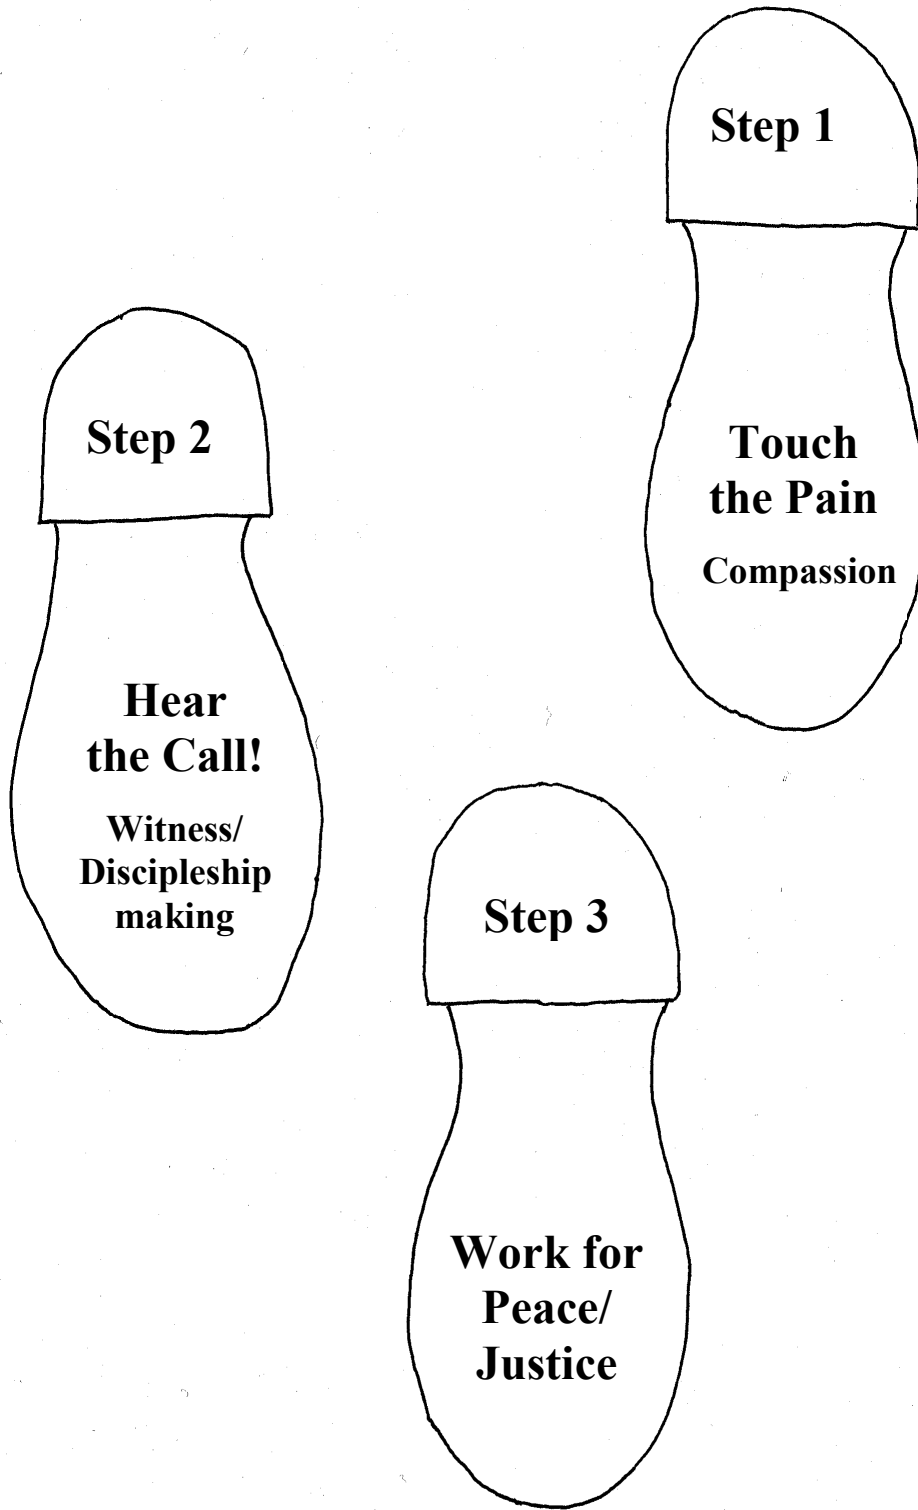 Step 1
Touch
the Pain
Compassion
Step 2
Hear
the Call!
Witness/
Discipleship
making
Step 3
Work for
Peace/
Justice